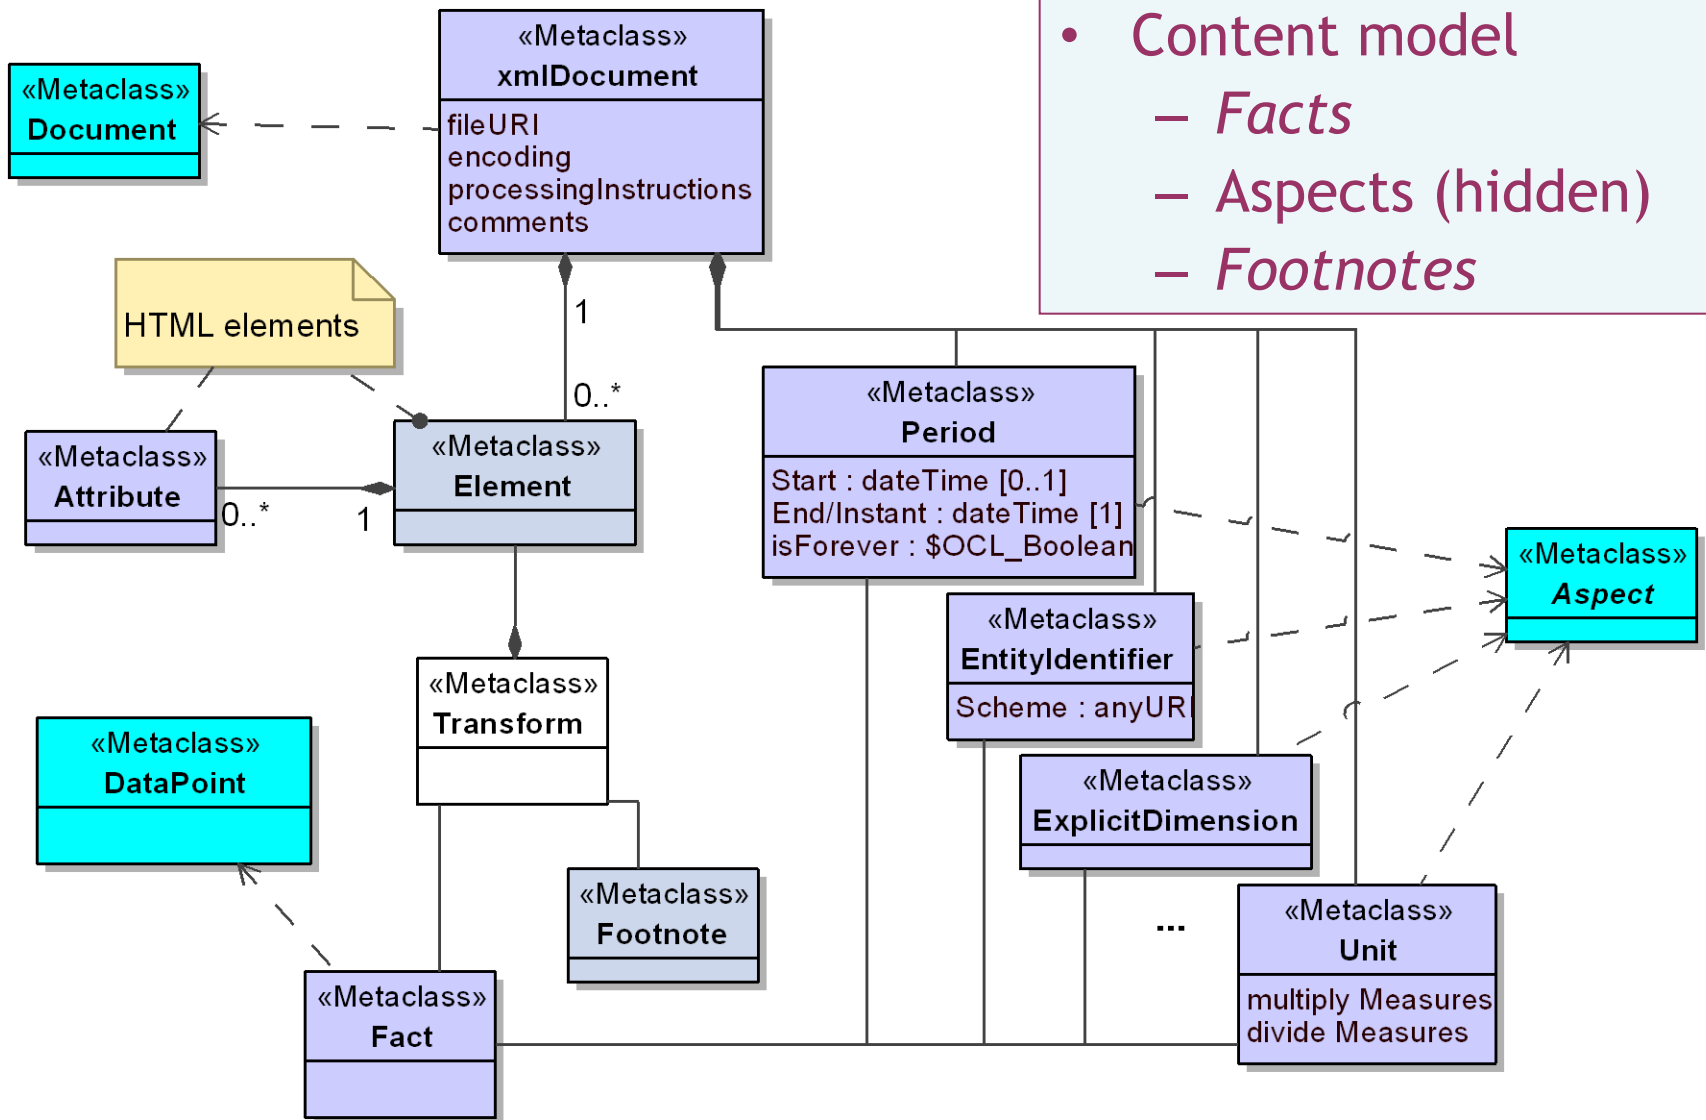 • Content model
– Facts
– Aspects (hidden)
– Footnotes
«Metaclass»
xmlDocument
fileURI
encoding
processingInstructions
comments
«Metaclass»
Document
HTML elements
1
0..*
«Metaclass»
Attribute
0..*
1
«Metaclass»
Element
«Metaclass»
Period
Start : dateTime [0..1]
End/Instant : dateTime [1]
isForever : $OCL_Boolean
«Metaclass»
Aspect
«Metaclass»
EntityIdentifier
Scheme : anyURI
«Metaclass»
Transform
«Metaclass»
DataPoint
«Metaclass»
ExplicitDimension
«Metaclass»
Footnote
...
«Metaclass»
Unit
multiply Measures
divide Measures
«Metaclass»
Fact